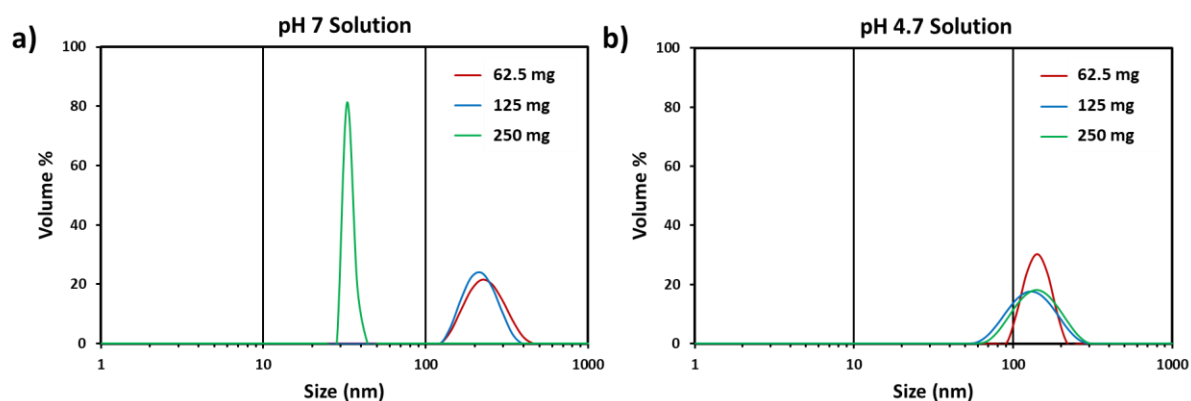 a)
pH 7 Solution
100
80
60
40
20
0
Volume %
62.5 mg
125 mg
250 mg
1
10
100
1000
Size (nm)
b)
pH 4.7 Solution
100
80
60
40
20
0
Volume %
62.5 mg
125 mg
250 mg
1
10
100
1000
Size (nm)